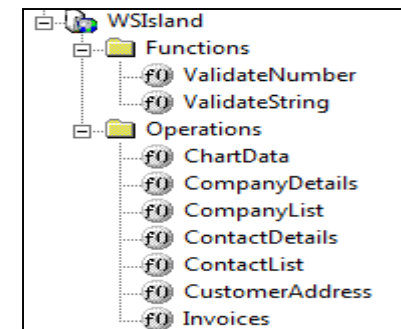 WSIsland
Functions
f() ValidateNumber
f() ValidateString
Operations
f() ChartData
f() CompanyDetails
f() CompanyList
f() ContactDetails
f() ContactList
f() CustomerAddress
f() Invoices